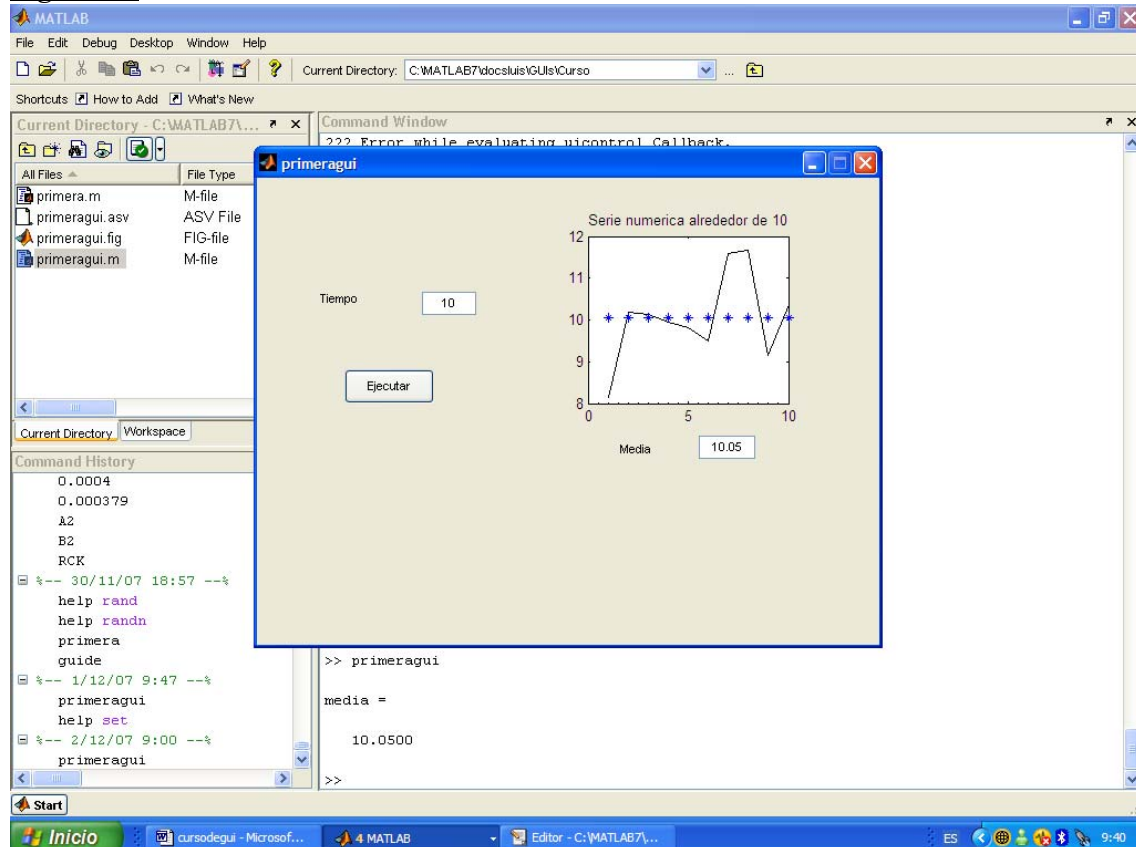 MATLAB
File Edit Debug Desktop Window Help
Current Directory: C:\MATLAB7\docsluis\GUIs\Curso
Shortcuts How to Add What's New
Current Directory - C:\MATLAB7\...
All Files File Type
primera.m M-file
primeragui.asv ASV File
primeragui.fig FIG-file
primeragui.m M-file
Current Directory Workspace
Command History
0.0004
0.000379
A2
B2
RCK
%-- 30/11/07 18:57 --%
help rand
help randn
primera
guide
%-- 1/12/07 9:47 --%
primeragui
help set
%-- 2/12/07 9:00 --%
primeragui
Command Window
??? Error while evaluating uicontrol Callback.
primeragui
Tiempo 10
Ejecutar
Serie numerica alrededor de 10
12
11
10
9
8
0 5 10
Media 10.05
>> primeragui
media =
10.0500
>>
Start
Inicio
cursodegui - Microsof...
4 MATLAB
Editor - C:\MATLAB7\...
ES
9:40